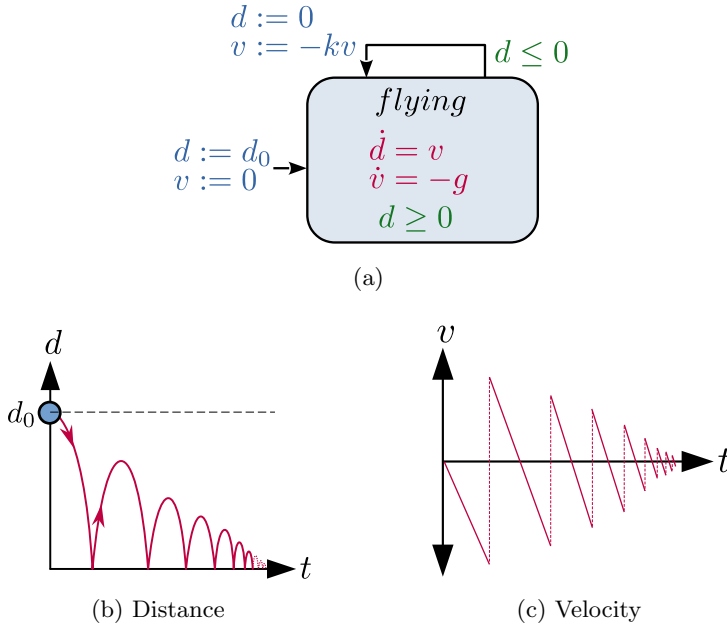 d := 0
v := −kv
d ≤ 0
flying
d := d₀
v := 0
ḋ = v
v̇ = −g
d ≥ 0
(a)
d
d₀
t
(b) Distance
v
t
(c) Velocity